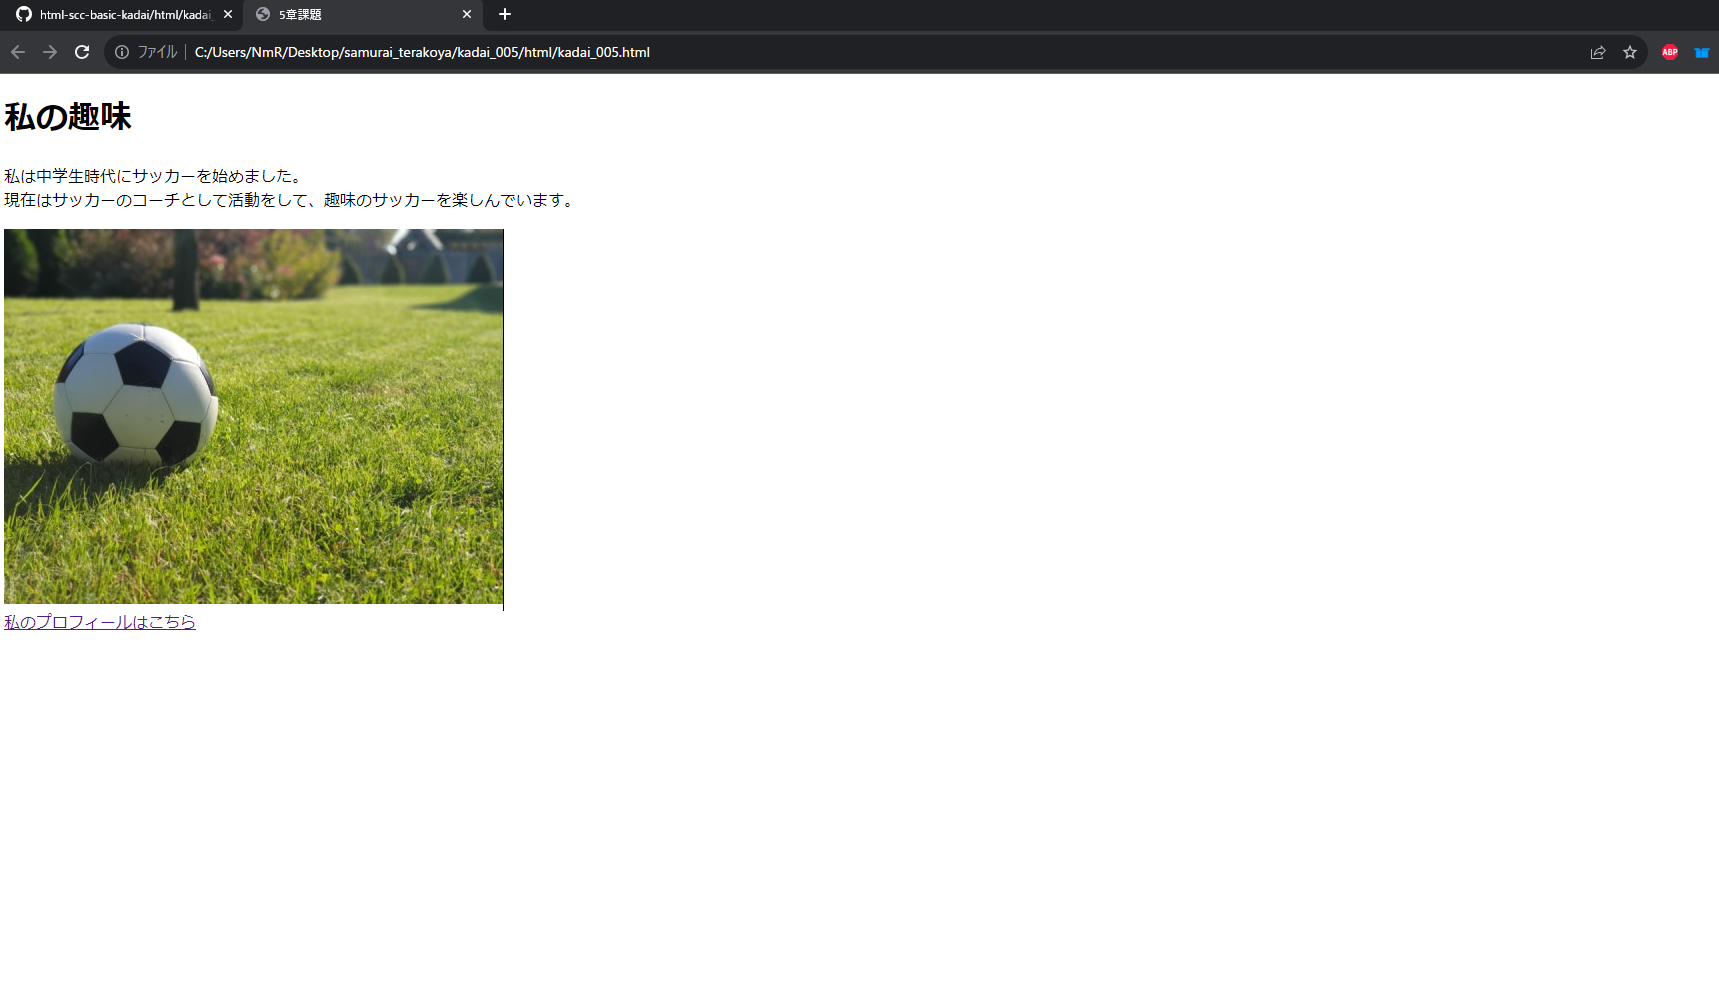 html-scc-basic-kadai/html/kadai_
5章課題
ファイル
C:/Users/NmR/Desktop/samurai_terakoya/kadai_005/html/kadai_005.html
ABP
私の趣味
私は中学生時代にサッカーを始めました。
現在はサッカーのコーチとして活動をして、趣味のサッカーを楽しんでいます。
私のプロフィールはこちら